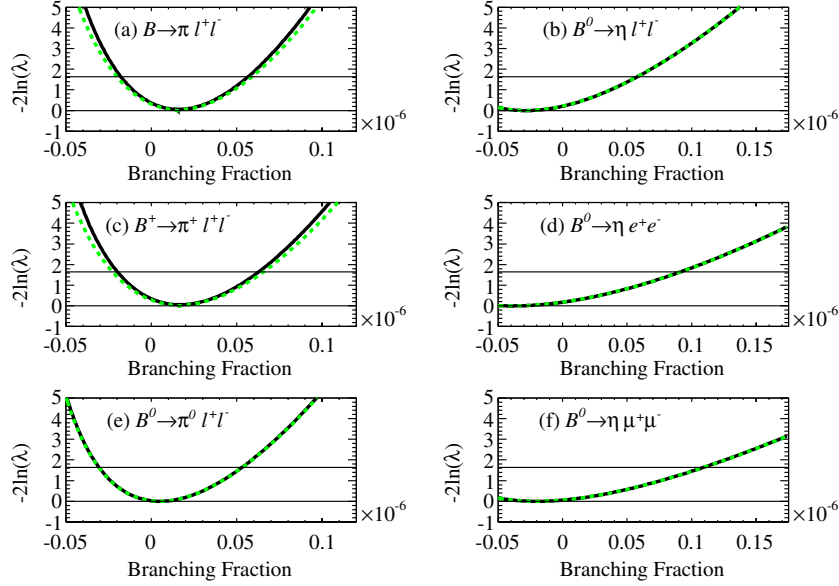 (a) B→π l⁺l⁻
-2ln(λ)
5
4
3
2
1
0
-1
-0.05 0 0.05 0.1
×10⁻⁶
Branching Fraction
(b) B⁰→η l⁺l⁻
-2ln(λ)
5
4
3
2
1
0
-1
-0.05 0 0.05 0.1 0.15
×10⁻⁶
Branching Fraction
(c) B⁺→π⁺ l⁺l⁻
-2ln(λ)
5
4
3
2
1
0
-1
-0.05 0 0.05 0.1
×10⁻⁶
Branching Fraction
(d) B⁰→η e⁺e⁻
-2ln(λ)
5
4
3
2
1
0
-1
-0.05 0 0.05 0.1 0.15
×10⁻⁶
Branching Fraction
(e) B⁰→π⁰ l⁺l⁻
-2ln(λ)
5
4
3
2
1
0
-1
-0.05 0 0.05 0.1
×10⁻⁶
Branching Fraction
(f) B⁰→η μ⁺μ⁻
-2ln(λ)
5
4
3
2
1
0
-1
-0.05 0 0.05 0.1 0.15
×10⁻⁶
Branching Fraction